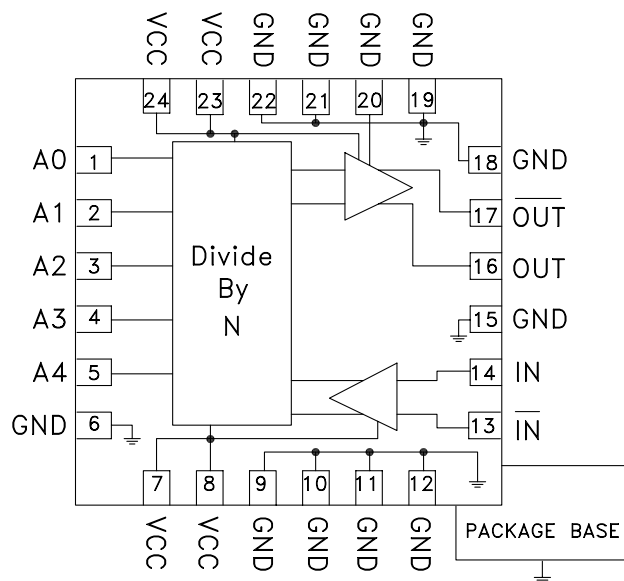 VCC
VCC
GND
GND
GND
GND
24
23
22
21
20
19
A0
1
18
GND
A1
2
17
OUT
A2
3
16
OUT
A3
4
15
GND
A4
5
14
IN
GND
6
13
IN
Divide
By
N
7
8
9
10
11
12
VCC
VCC
GND
GND
GND
GND
PACKAGE BASE